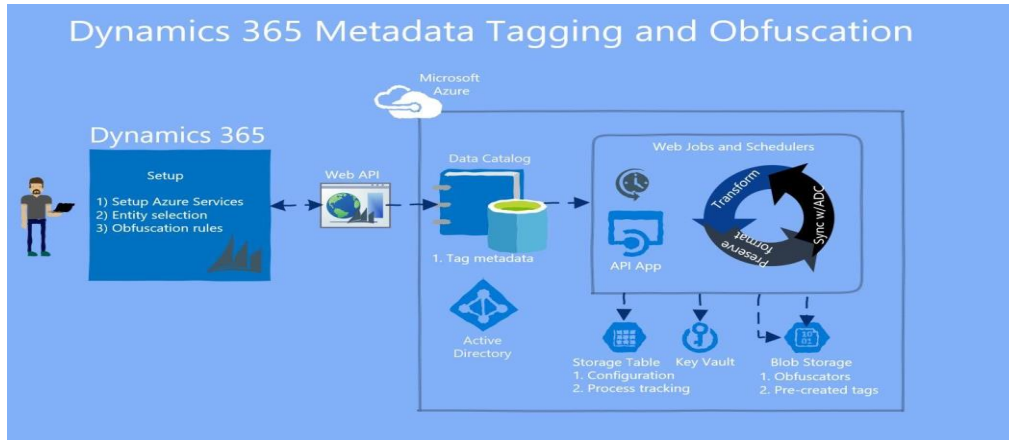 Dynamics 365 Metadata Tagging and Obfuscation
Microsoft
Azure
Dynamics 365
Setup
1) Setup Azure Services
2) Entity selection
3) Obfuscation rules
Web API
Data Catalog
1. Tag metadata
Active
Directory
Web Jobs and Schedulers
API App
Transform
Sync w/ADC
Preserve
format
Storage Table
1. Configuration
2. Process tracking
Key Vault
Blob Storage
1. Obfuscators
2. Pre-created tags
10
01